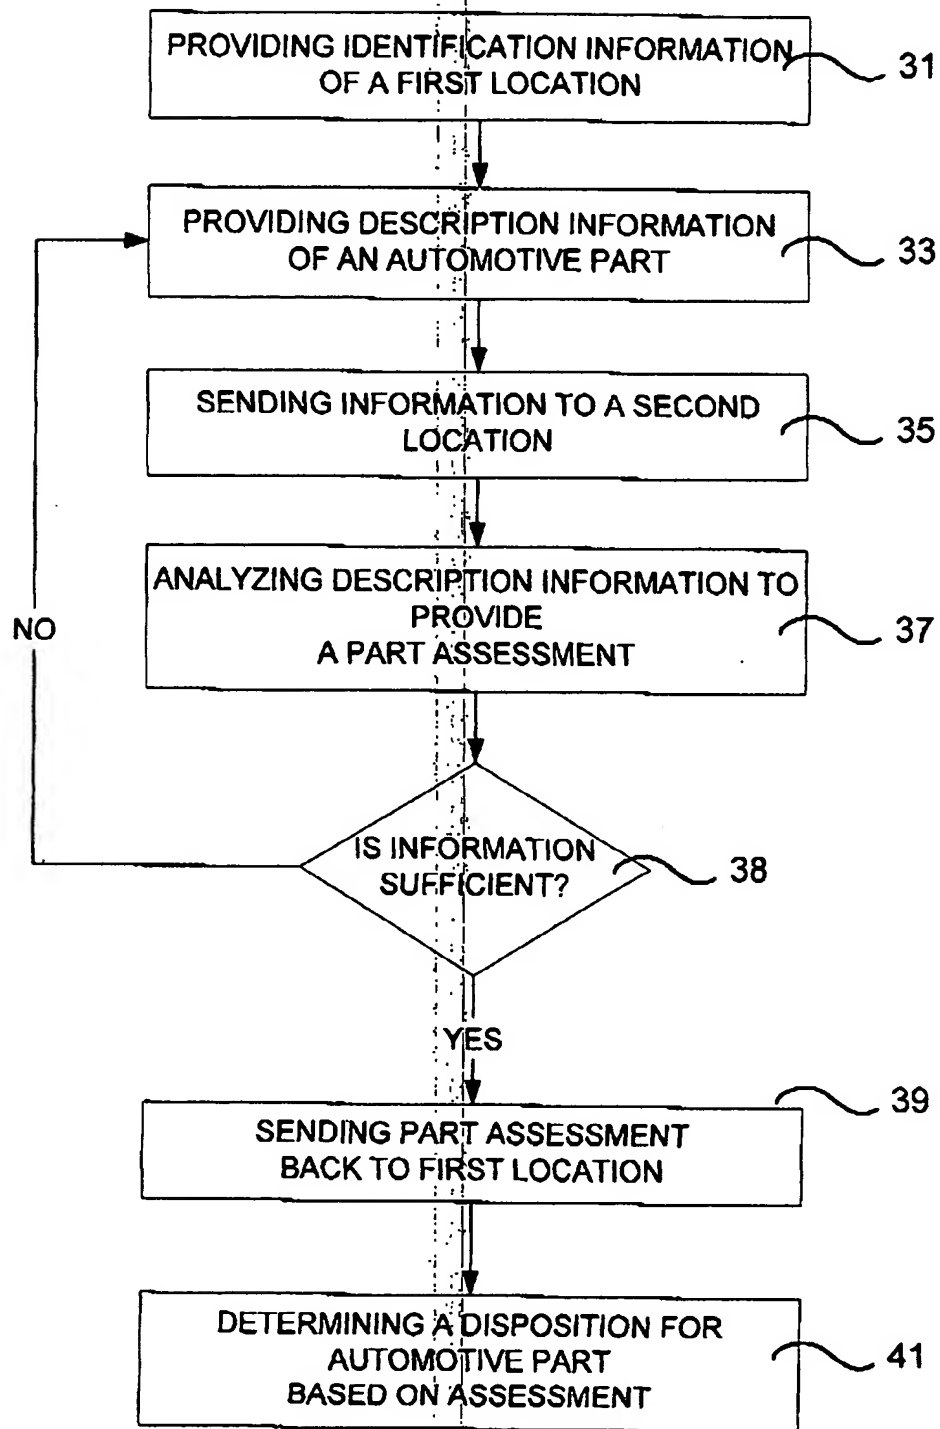 PROVIDING IDENTIFICATION INFORMATION
OF A FIRST LOCATION
31
PROVIDING DESCRIPTION INFORMATION
OF AN AUTOMOTIVE PART
33
SENDING INFORMATION TO A SECOND
LOCATION
35
ANALYZING DESCRIPTION INFORMATION TO
PROVIDE
A PART ASSESSMENT
37
NO
IS INFORMATION
SUFFICIENT?
38
YES
39
SENDING PART ASSESSMENT
BACK TO FIRST LOCATION
DETERMINING A DISPOSITION FOR
AUTOMOTIVE PART
BASED ON ASSESSMENT
41